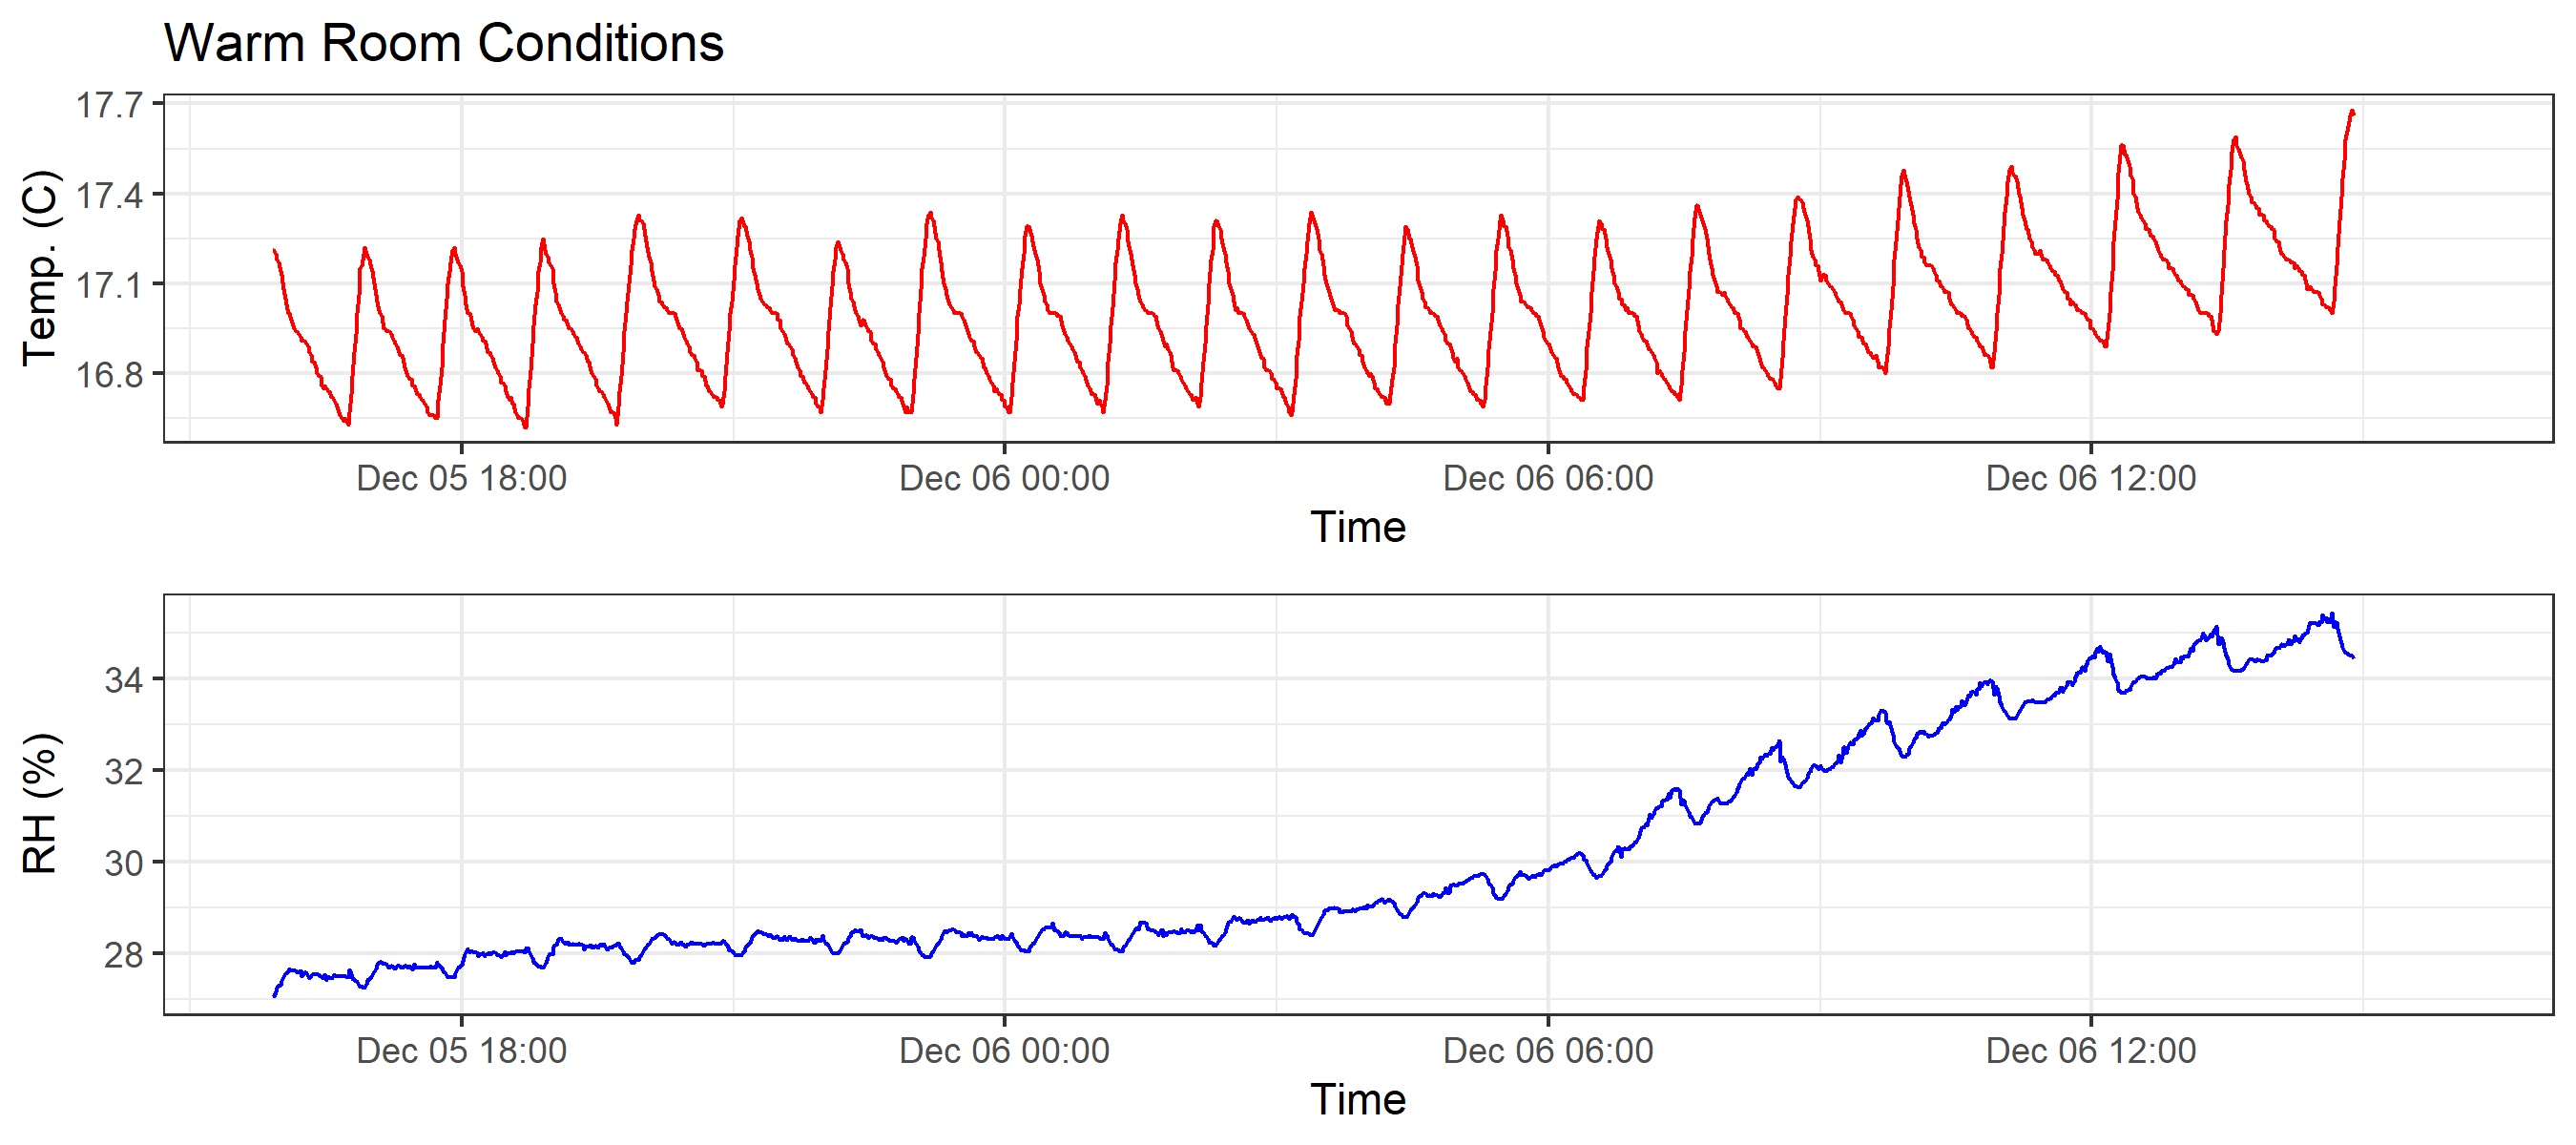 Warm Room Conditions
17.7
17.4
17.1
16.8
Temp. (C)
Dec 05 18:00 Dec 06 00:00 Dec 06 06:00 Dec 06 12:00
Time
34
32
30
28
RH (%)
Dec 05 18:00 Dec 06 00:00 Dec 06 06:00 Dec 06 12:00
Time